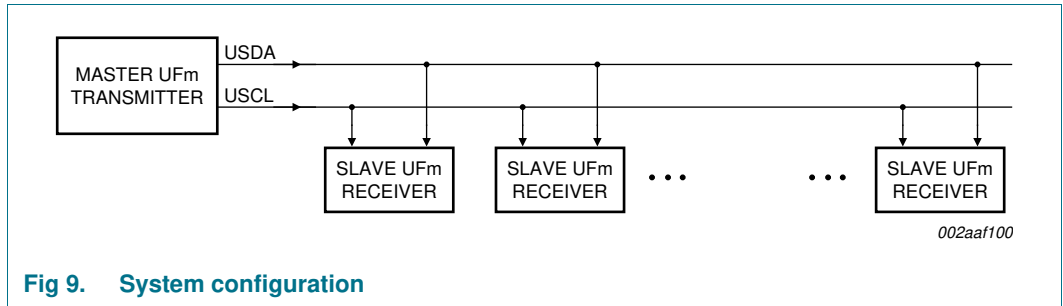 USDA
MASTER UFm
TRANSMITTER
USCL
SLAVE UFm
RECEIVER
SLAVE UFm
RECEIVER
SLAVE UFm
RECEIVER
002aaf100
Fig 9. System configuration